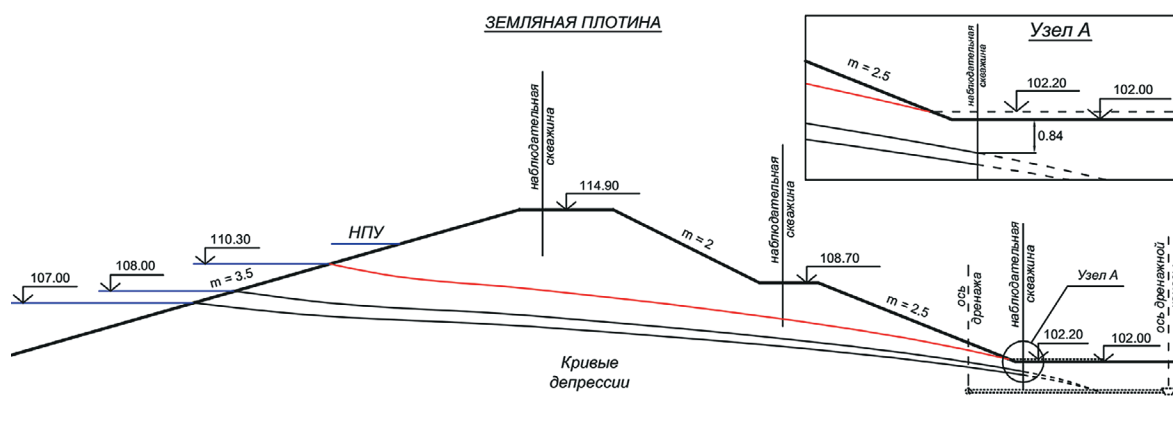 ЗЕМЛЯНАЯ ПЛОТИНА
Узел А
m = 2.5
наблюдательная
скважина
102.20
102.00
0.84
наблюдательная
скважина
114.90
наблюдательная
скважина
НПУ
m = 2
110.30
108.00
107.00
m = 3.5
108.70
m = 2.5
ось
дренажа
наблюдательная
скважина
Узел А
ось дренажной
102.20
102.00
Кривые
депрессии